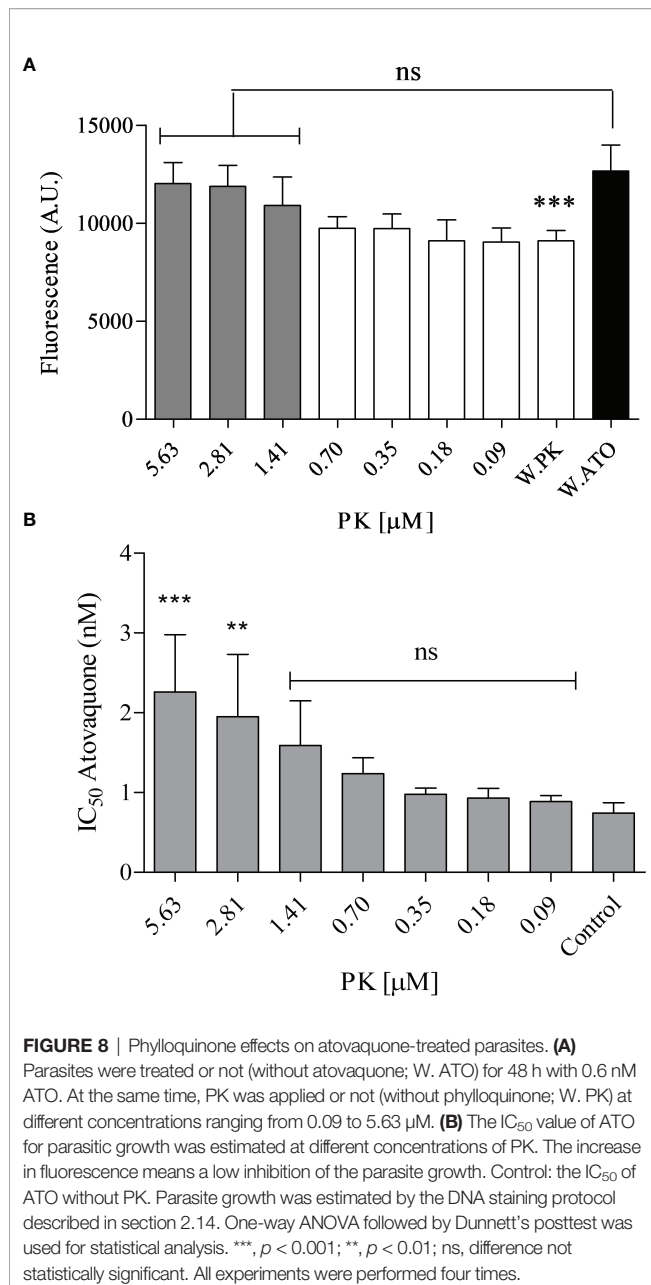 A
ns
15000
10000
5000
0
Fluorescence (A.U.)
***
5.63
2.81
1.41
0.70
0.35
0.18
0.09
W.PK
W.ATO
PK [μM]
B
4
3
2
1
0
IC50 Atovaquone (nM)
***
**
ns
5.63
2.81
1.41
0.70
0.35
0.18
0.09
Control
PK [μM]
FIGURE 8 | Phylloquinone effects on atovaquone-treated parasites. (A)
Parasites were treated or not (without atovaquone; W. ATO) for 48 h with 0.6 nM
ATO. At the same time, PK was applied or not (without phylloquinone; W. PK) at
different concentrations ranging from 0.09 to 5.63 μM. (B) The IC50 value of ATO
for parasitic growth was estimated at different concentrations of PK. The increase
in fluorescence means a low inhibition of the parasite growth. Control: the IC50 of
ATO without PK. Parasite growth was estimated by the DNA staining protocol
described in section 2.14. One-way ANOVA followed by Dunnett's posttest was
used for statistical analysis. ***, p < 0.001; **, p < 0.01; ns, difference not
statistically significant. All experiments were performed four times.